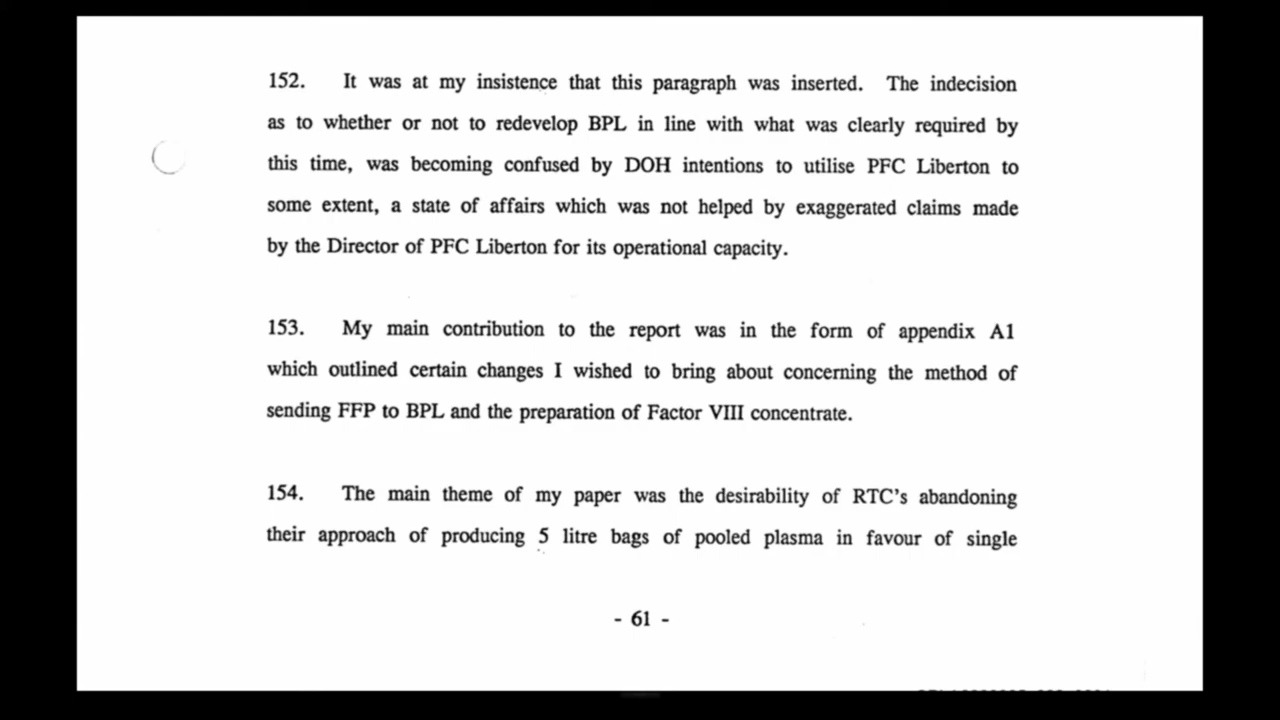 152. It was at my insistence that this paragraph was inserted. The indecision
as to whether or not to redevelop BPL in line with what was clearly required by
this time, was becoming confused by DOH intentions to utilise PFC Liberton to
some extent, a state of affairs which was not helped by exaggerated claims made
by the Director of PFC Liberton for its operational capacity.
153. My main contribution to the report was in the form of appendix A1
which outlined certain changes I wished to bring about concerning the method of
sending FFP to BPL and the preparation of Factor VIII concentrate.
154. The main theme of my paper was the desirability of RTC's abandoning
their approach of producing 5 litre bags of pooled plasma in favour of single
- 61 -